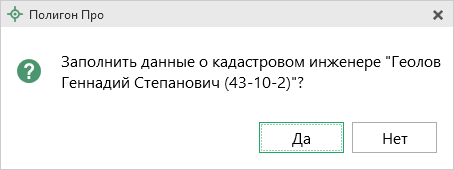 Полигон Про
Заполнить данные о кадастровом инженере "Геолов
Геннадий Степанович (43-10-2)"?
Да
Нет